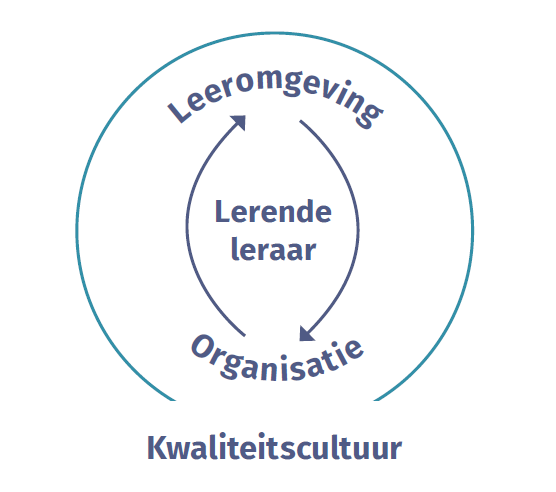 Leeromgeving
Lerende
leraar
Organisatie
Kwaliteitscultuur